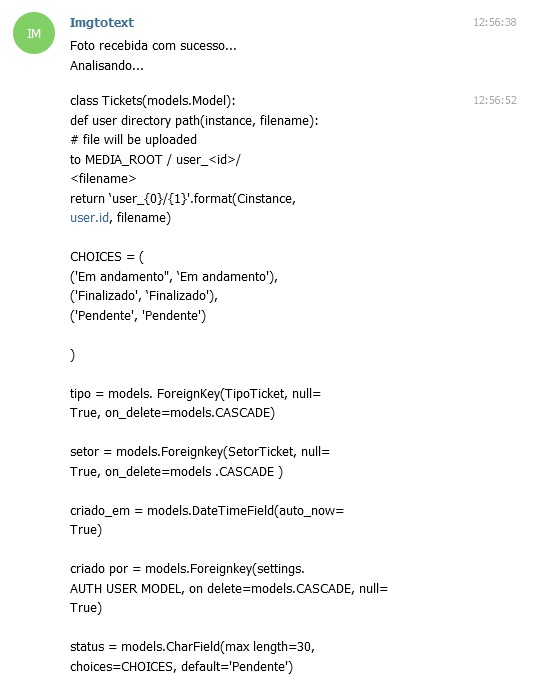 IM
Imgtotext
12:56:38
Foto recebida com sucesso...
Analisando...
class Tickets(models.Model):
12:56:52
def user directory path(instance, filename):
# file will be uploaded
to MEDIA_ROOT / user_<id>/
<filename>
return ‘user_{0}/{1}'.format(Cinstance,
user.id, filename)
CHOICES = (
('Em andamento", ‘Em andamento'),
('Finalizado', ‘Finalizado'),
('Pendente', 'Pendente')
)
tipo = models. ForeignKey(TipoTicket, null=
True, on_delete=models.CASCADE)
setor = models.Foreignkey(SetorTicket, null=
True, on_delete=models .CASCADE )
criado_em = models.DateTimeField(auto_now=
True)
criado por = models.Foreignkey(settings.
AUTH USER MODEL, on delete=models.CASCADE, null=
True)
status = models.CharField(max length=30,
choices=CHOICES, default='Pendente')